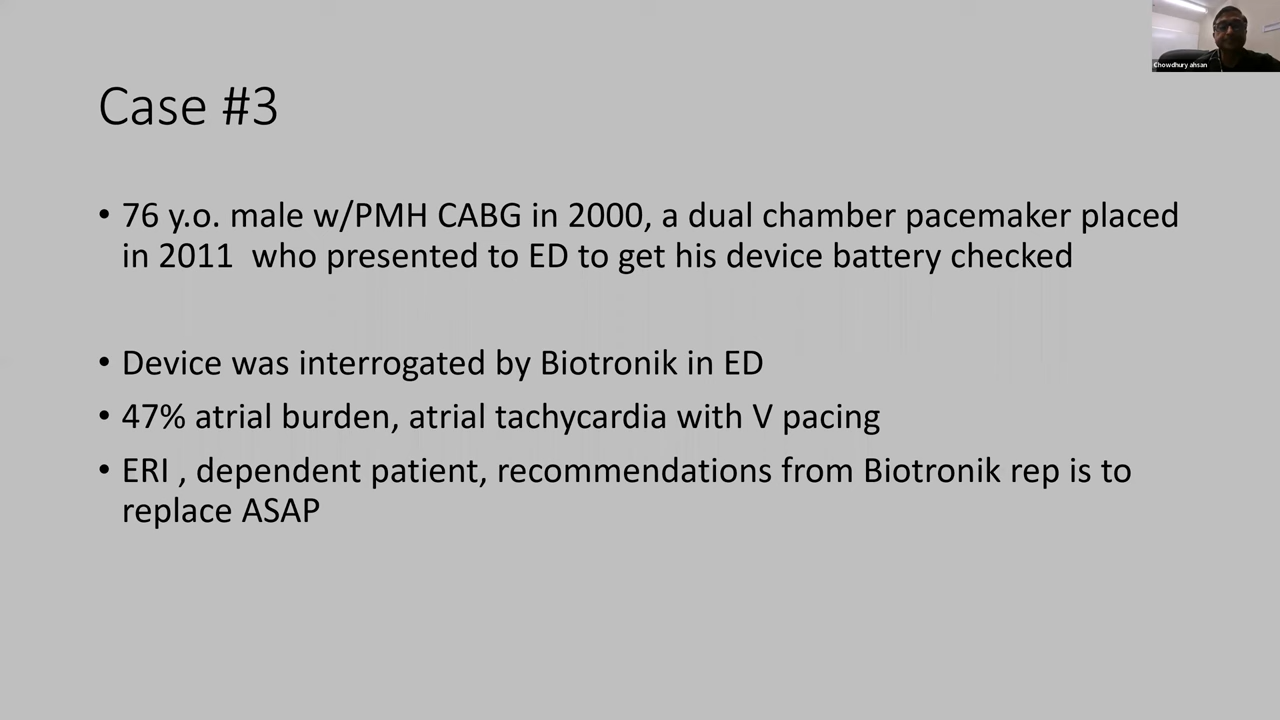 Chowdhury ahsan
Case #3
• 76 y.o. male w/PMH CABG in 2000, a dual chamber pacemaker placed
in 2011  who presented to ED to get his device battery checked
• Device was interrogated by Biotronik in ED
• 47% atrial burden, atrial tachycardia with V pacing
• ERI , dependent patient, recommendations from Biotronik rep is to
replace ASAP